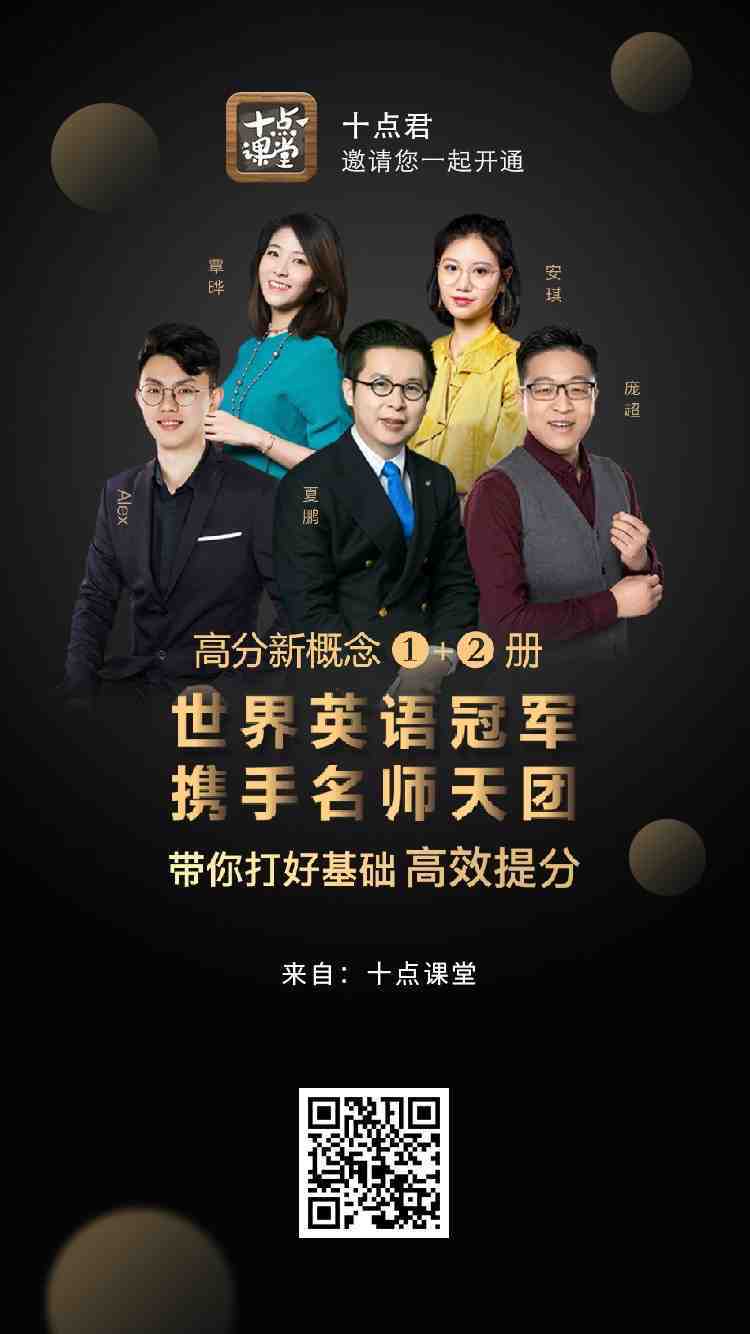 十点课堂
十点君
邀请您一起开通
覃晔
安琪
庞超
Alex
夏鹏
高分新概念 1+2 册
世界英语冠军
携手名师天团
带你打好基础 高效提分
来自：十点课堂